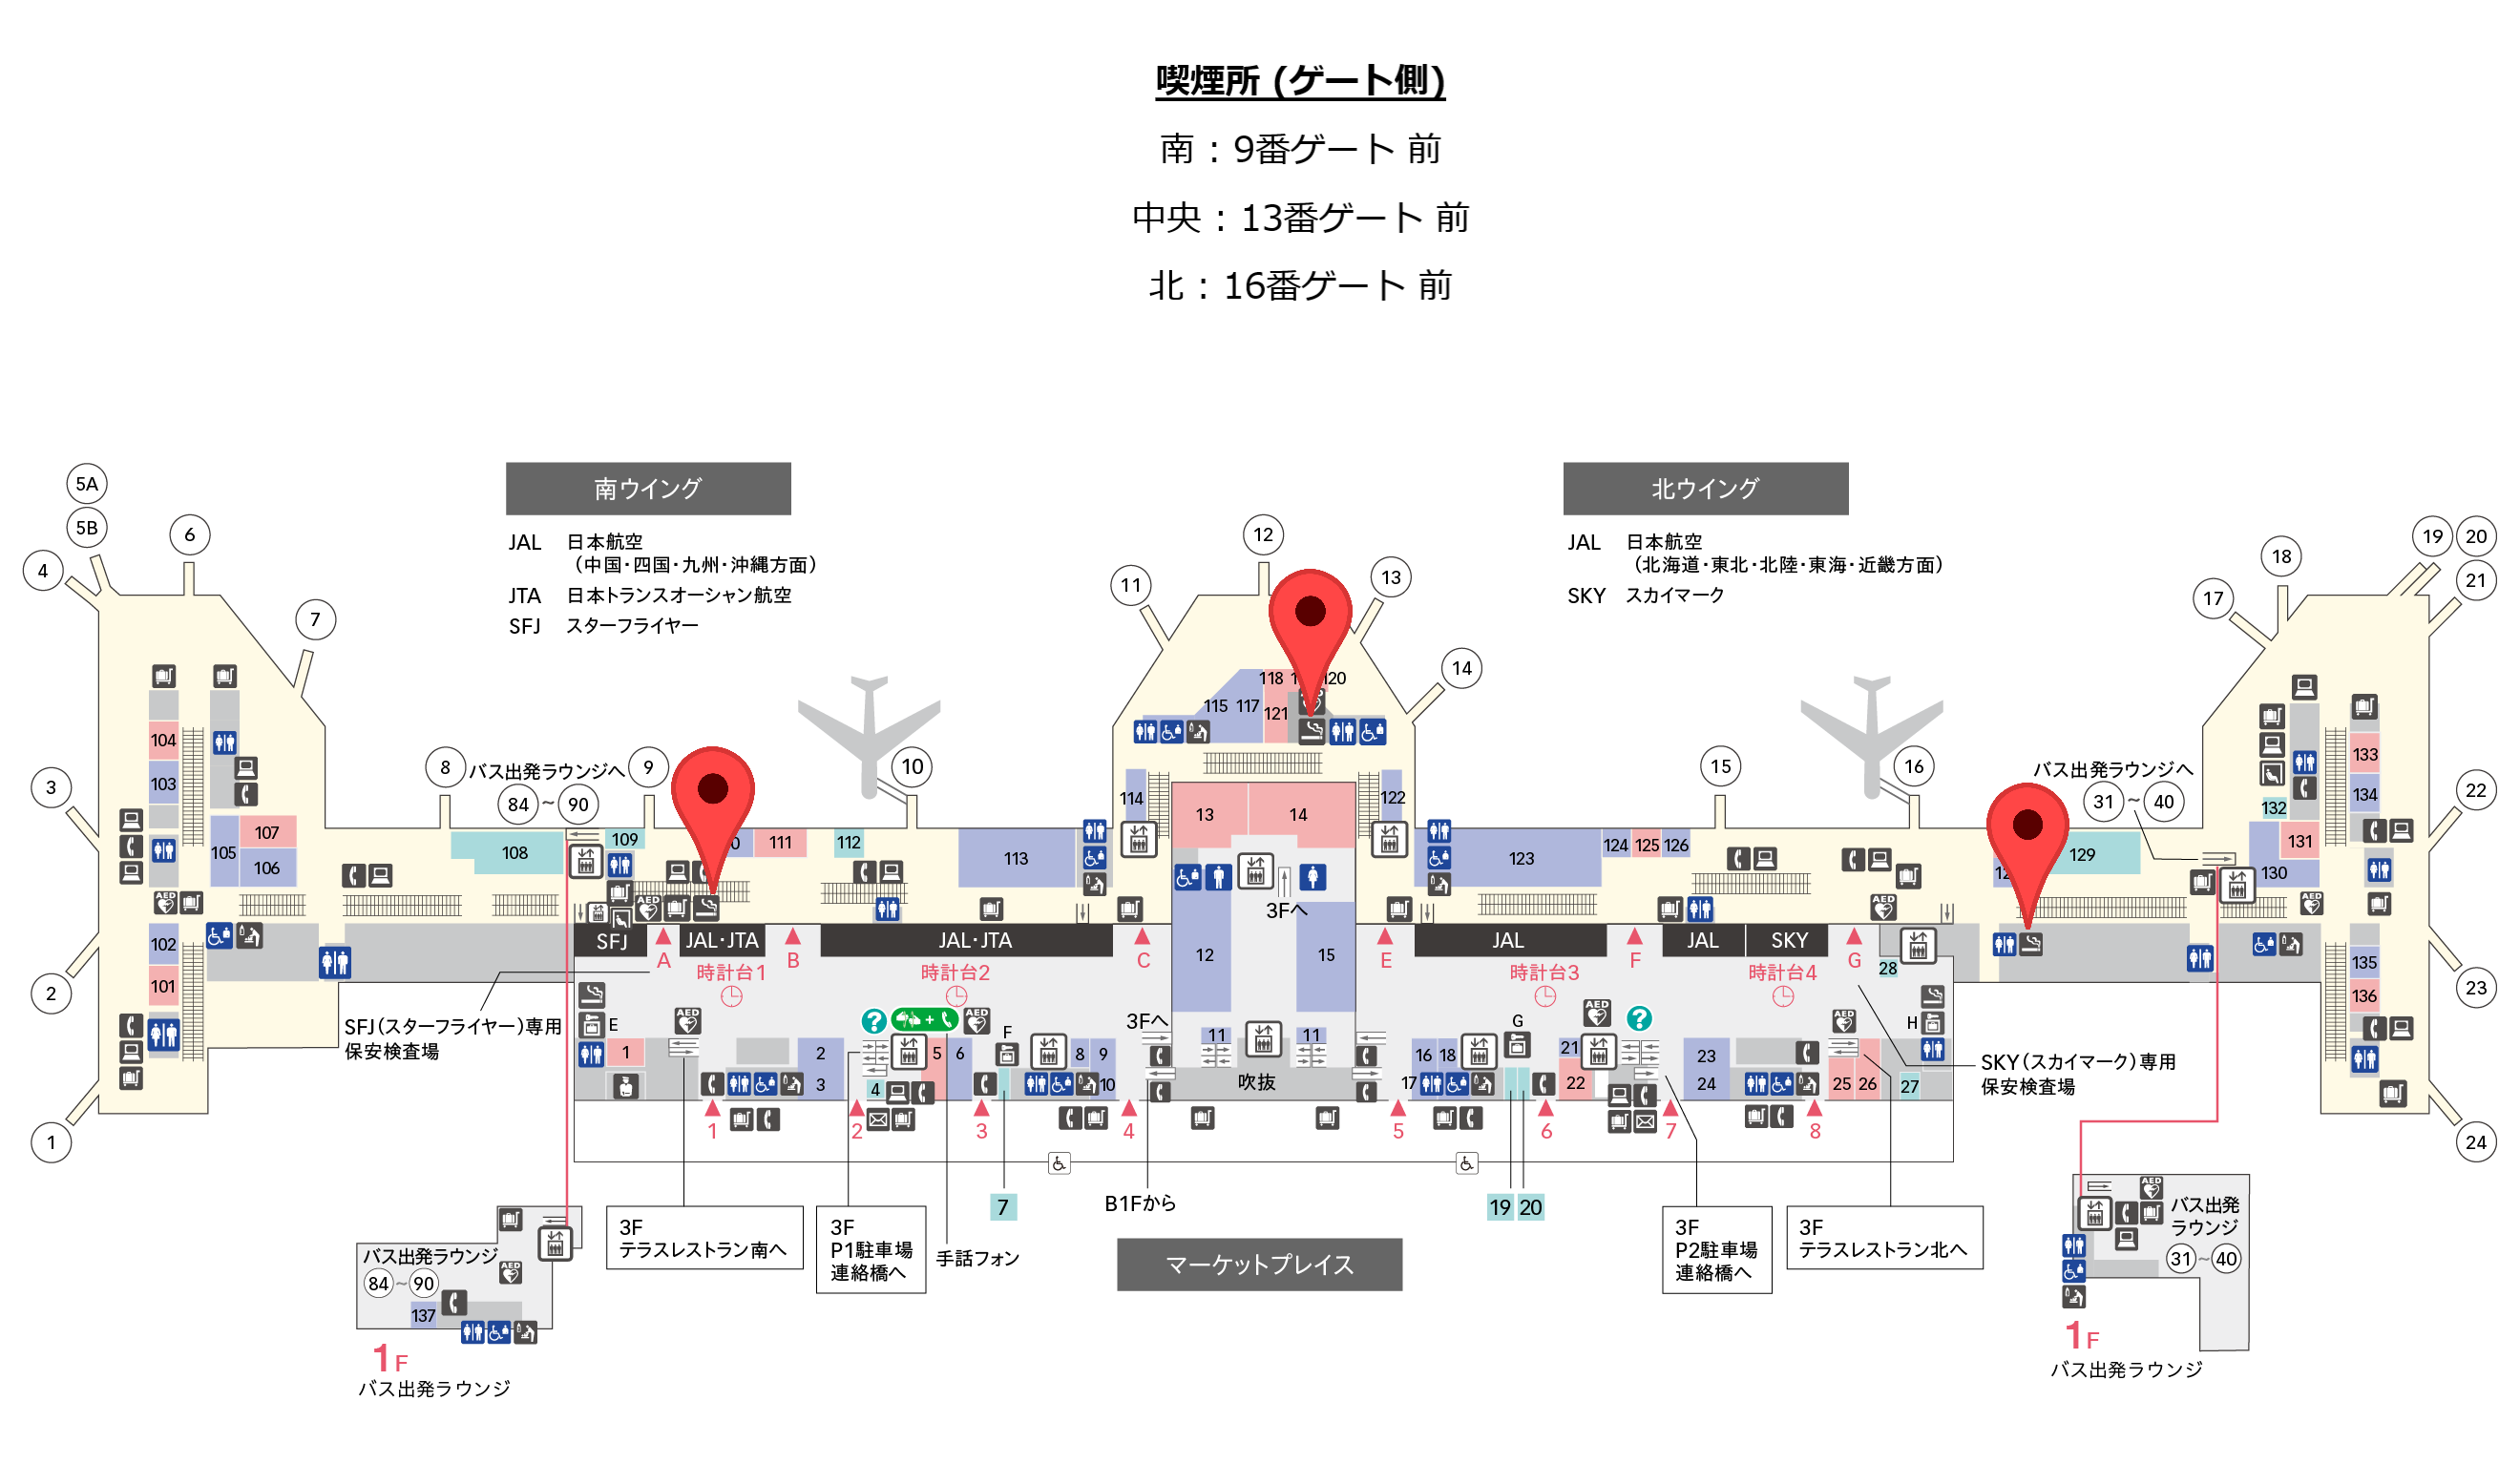 喫煙所 (ゲート側)
南：9番ゲート 前
中央：13番ゲート 前
北：16番ゲート 前
南ウイング
JAL 日本航空
（中国・四国・九州・沖縄方面）
JTA 日本トランスオーシャン航空
SFJ スターフライヤー
北ウイング
JAL 日本航空
（北海道・東北・北陸・東海・近畿方面）
SKY スカイマーク
5A
5B
4
6
7
3
2
1
8
バス出発ラウンジへ
84 ~ 90
9
10
11
12
13
14
15
16
バス出発ラウンジへ
31 ~ 40
17
18
19 20
21
22
23
24
104
103
107
105
106
102
101
AED
108
109
111
112
113
114
115 117
118
120
121
122
123
124 125 126
129
130
131
132
133
134
135
136
AED
AED
AED
AED
13 14
12 15
3Fへ
11 11
吹抜
SFJ
A
JAL・JTA
B
JAL・JTA
C
E
JAL
F
JAL
SKY
G
時計台1
時計台2
時計台3
時計台4
28
SFJ（スターフライヤー）専用
保安検査場
SKY（スカイマーク）専用
保安検査場
E
1
AED
2
3
?
+
AED
4
5 6
F
8 9
10
3Fへ
16 18
17
G
AED
?
21
22
23
24
AED
25 26
27
H
1
2
3
4
5
6
7
8
7
B1Fから
19 20
3F
テラスレストラン南へ
3F
P1駐車場
連絡橋へ
手話フォン
マーケットプレイス
3F
P2駐車場
連絡橋へ
3F
テラスレストラン北へ
バス出発ラウンジ
84 ~ 90
AED
137
1F
バス出発ラウンジ
AED
バス出発
ラウンジ
31 ~ 40
1F
バス出発ラウンジ